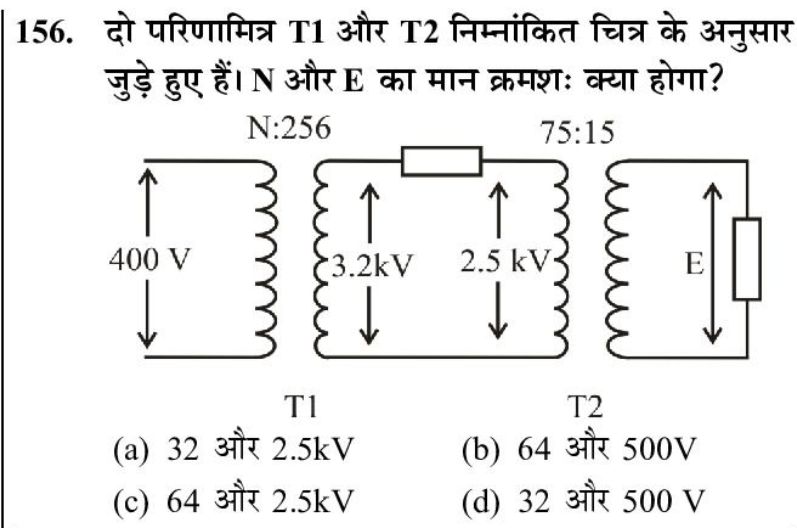 156. दो परिणामित्र T1 और T2 निम्नांकित चित्र के अनुसार
जुड़े हुए हैं। N और E का मान क्रमशः क्या होगा?
N:256 75:15
400 V 3.2kV 2.5 kV E
T1 T2
(a) 32 और 2.5kV (b) 64 और 500V
(c) 64 और 2.5kV (d) 32 और 500 V